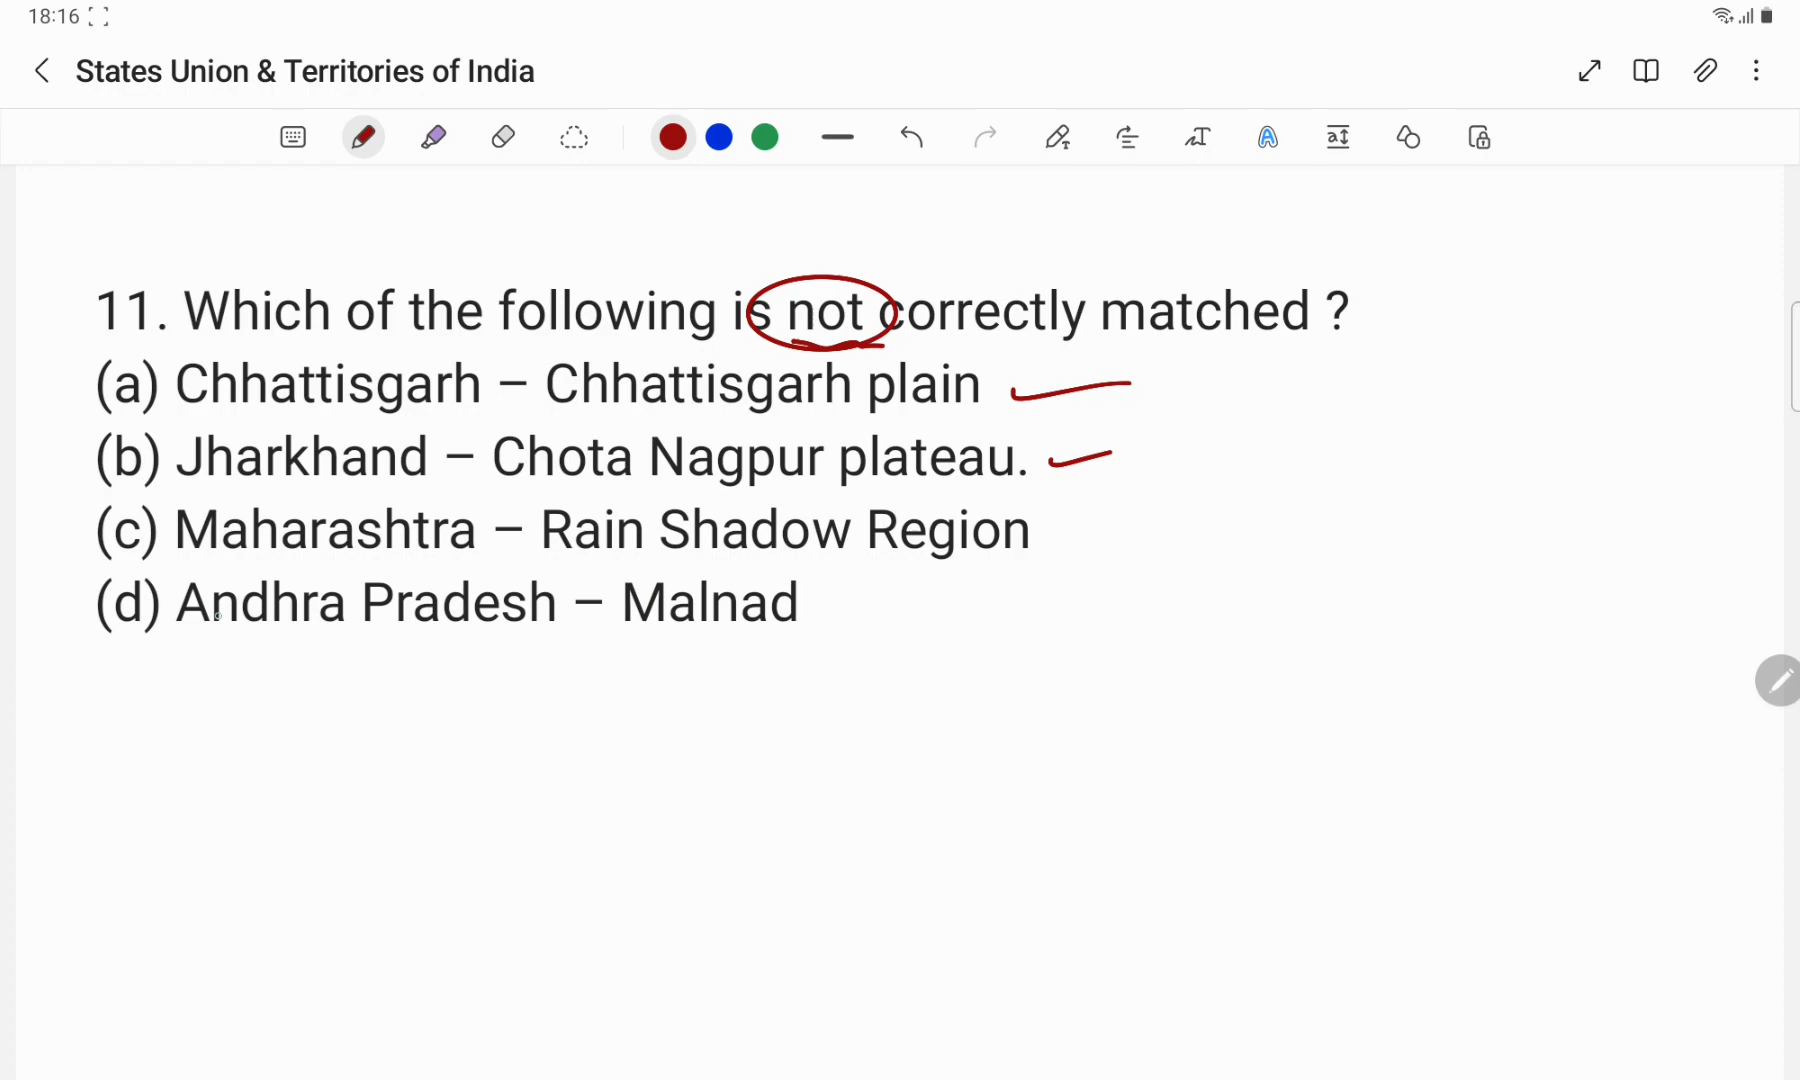 18:16
States Union & Territories of India
11. Which of the following is not correctly matched ?
(a) Chhattisgarh – Chhattisgarh plain
(b) Jharkhand – Chota Nagpur plateau.
(c) Maharashtra – Rain Shadow Region
(d) Andhra Pradesh – Malnad